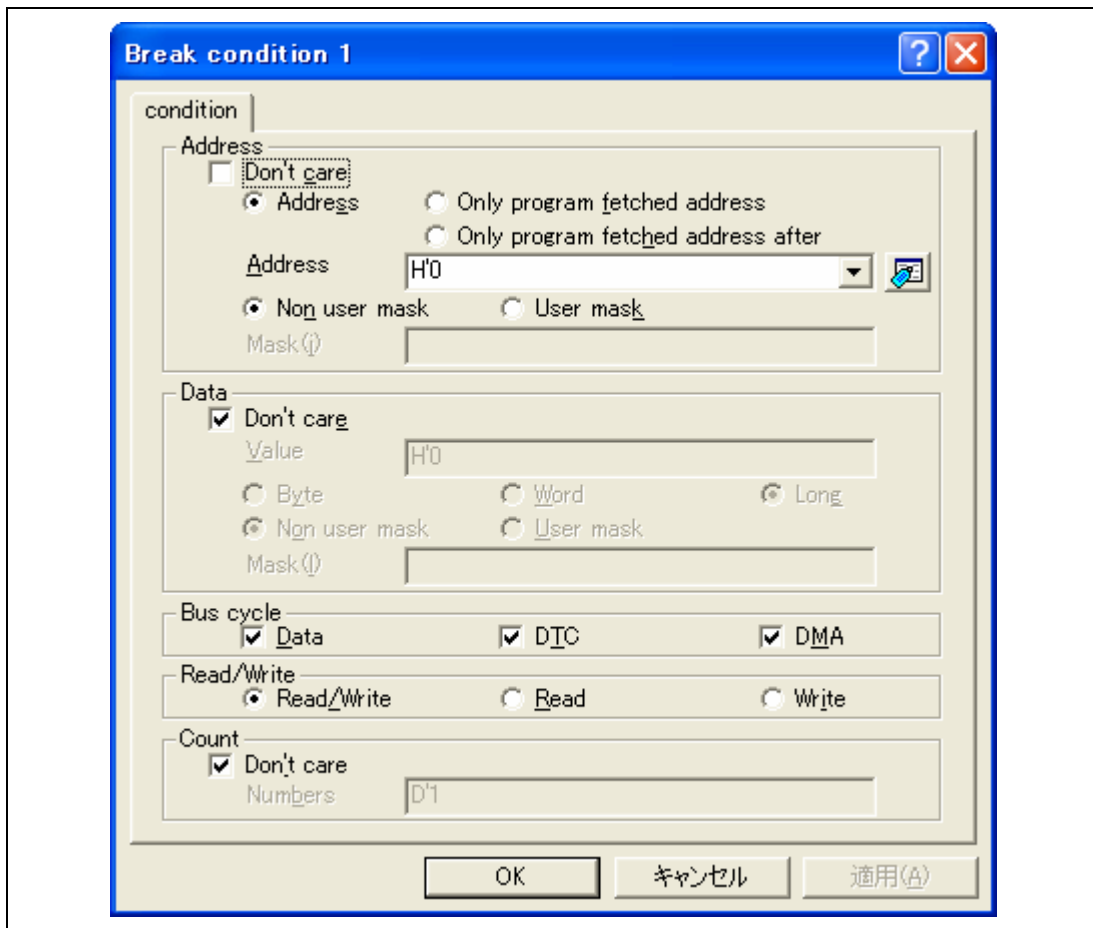 Break condition 1
condition
Address
Don't care
Address Only program fetched address
Only program fetched address after
Address H'0
Non user mask User mask
Mask(i)
Data
Don't care
Value H'0
Byte Word Long
Non user mask User mask
Mask(l)
Bus cycle
Data DTC DMA
Read/Write
Read/Write Read Write
Count
Don't care
Numbers D'1
OK キャンセル 適用(A)